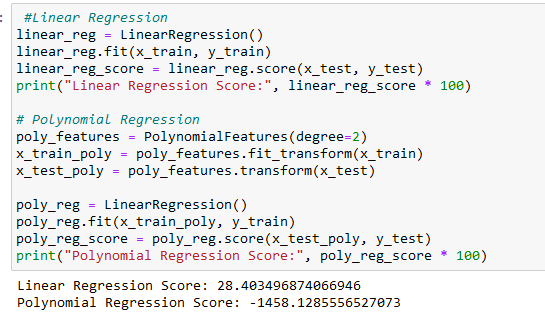 :
#Linear Regression
linear_reg = LinearRegression()
linear_reg.fit(x_train, y_train)
linear_reg_score = linear_reg.score(x_test, y_test)
print("Linear Regression Score:", linear_reg_score * 100)

# Polynomial Regression
poly_features = PolynomialFeatures(degree=2)
x_train_poly = poly_features.fit_transform(x_train)
x_test_poly = poly_features.transform(x_test)

poly_reg = LinearRegression()
poly_reg.fit(x_train_poly, y_train)
poly_reg_score = poly_reg.score(x_test_poly, y_test)
print("Polynomial Regression Score:", poly_reg_score * 100)

Linear Regression Score: 28.403496874066946
Polynomial Regression Score: -1458.1285556527073